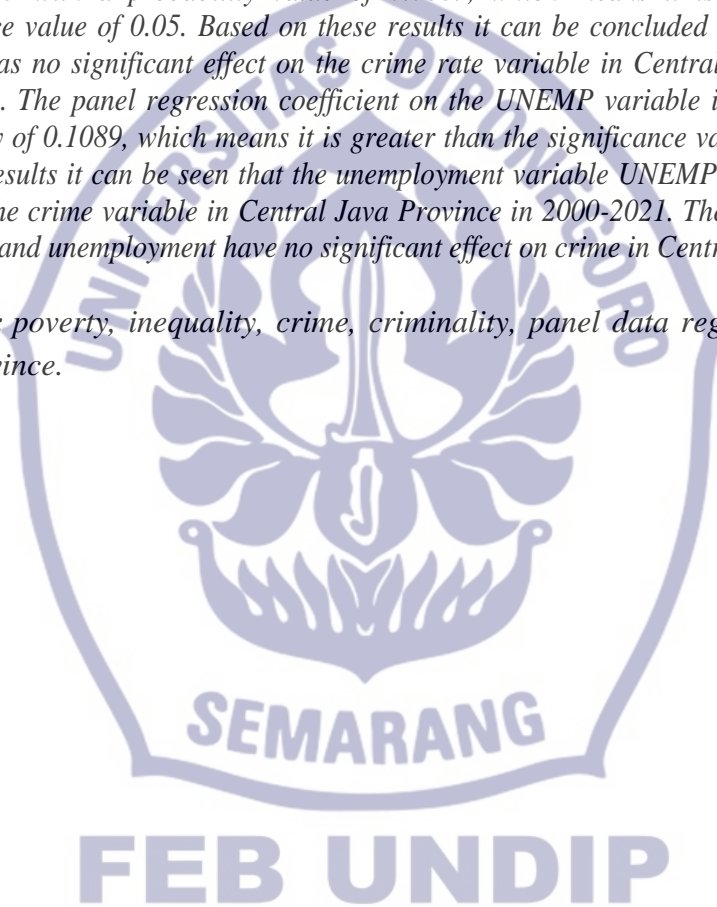 ce value of 0.05. Based on these results it can be concluded
as no significant effect on the crime rate variable in Central
. The panel regression coefficient on the UNEMP variable i
y of 0.1089, which means it is greater than the significance va
esults it can be seen that the unemployment variable UNEMP
he crime variable in Central Java Province in 2000-2021. The
and unemployment have no significant effect on crime in Centr
: poverty, inequality, crime, criminality, panel data reg
vince.
UNIVERSITAS DIPONEGORO
SEMARANG
FEB UNDIP